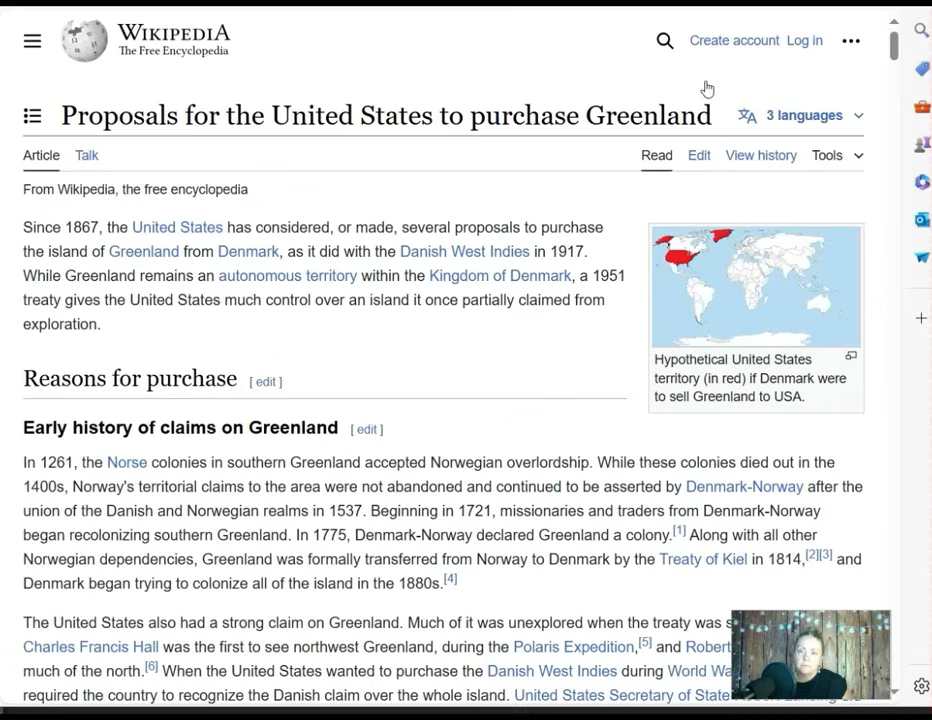 WIKIPEDIA
The Free Encyclopedia
Create account Log in
Proposals for the United States to purchase Greenland
3 languages
Article Talk
Read Edit View history Tools
From Wikipedia, the free encyclopedia
Since 1867, the United States has considered, or made, several proposals to purchase
the island of Greenland from Denmark, as it did with the Danish West Indies in 1917.
While Greenland remains an autonomous territory within the Kingdom of Denmark, a 1951
treaty gives the United States much control over an island it once partially claimed from
exploration.
Hypothetical United States
territory (in red) if Denmark were
to sell Greenland to USA.
Reasons for purchase [ edit ]
Early history of claims on Greenland [ edit ]
In 1261, the Norse colonies in southern Greenland accepted Norwegian overlordship. While these colonies died out in the
1400s, Norway's territorial claims to the area were not abandoned and continued to be asserted by Denmark-Norway after the
union of the Danish and Norwegian realms in 1537. Beginning in 1721, missionaries and traders from Denmark-Norway
began recolonizing southern Greenland. In 1775, Denmark-Norway declared Greenland a colony.[1] Along with all other
Norwegian dependencies, Greenland was formally transferred from Norway to Denmark by the Treaty of Kiel in 1814,[2][3] and
Denmark began trying to colonize all of the island in the 1880s.[4]
The United States also had a strong claim on Greenland. Much of it was unexplored when the treaty was
Charles Francis Hall was the first to see northwest Greenland, during the Polaris Expedition,[5] and Robert
much of the north.[6] When the United States wanted to purchase the Danish West Indies during World
required the country to recognize the Danish claim over the whole island. United States Secretary of State